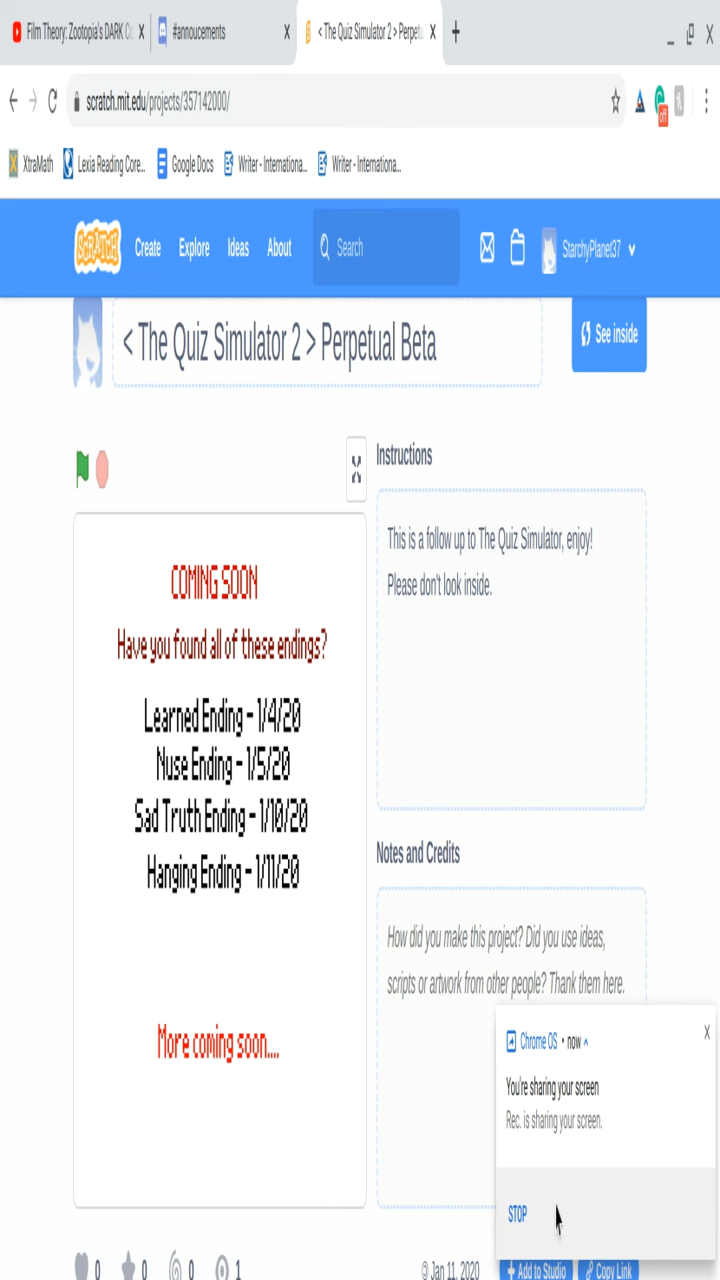 Film Theory: Zootopia's DARK
#annoucements
< The Quiz Simulator 2 > Perpetu
scratch.mit.edu/projects/357142000/
off
XtraMath
Lexia Reading Core...
Google Docs
Writer - Internationa...
Writer - Internationa...
SCRATCH
Create
Explore
Ideas
About
Search
StarchyPlanet37
< The Quiz Simulator 2 > Perpetual Beta
See inside
Instructions
This is a follow up to The Quiz Simulator, enjoy!
Please don't look inside.
COMING SOON
Have you found all of these endings?
Learned Ending - 1/4/20
Nuse Ending - 1/5/20
Sad Truth Ending - 1/10/20
Hanging Ending - 1/11/20
More coming soon....
Notes and Credits
How did you make this project? Did you use ideas,
scripts or artwork from other people? Thank them here.
Chrome OS • now
You're sharing your screen
Rec. is sharing your screen.
STOP
0
0
0
1
© Jan 11, 2020
Add to Studio
Copy Link